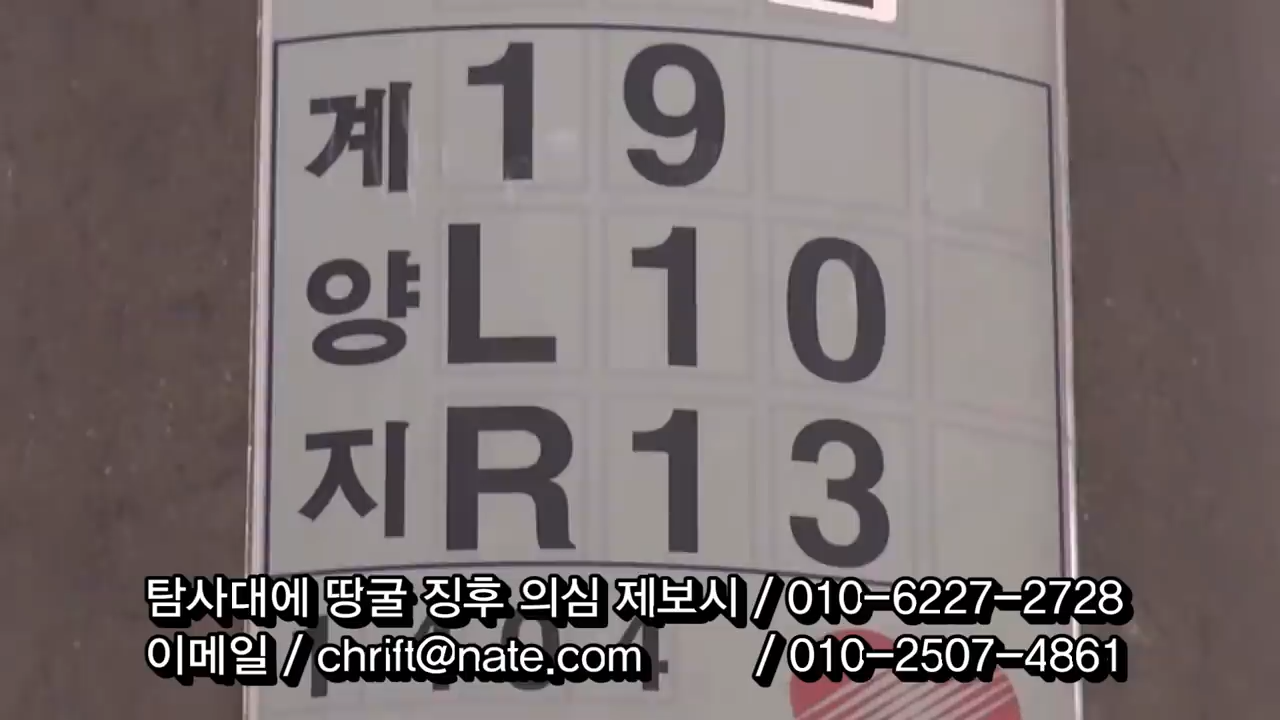 계 19
양 L10
지 R13
탐사대에 땅굴 징후 의심 제보시 / 010-6227-2728
이메일 / chrift@nate.com / 010-2507-4861